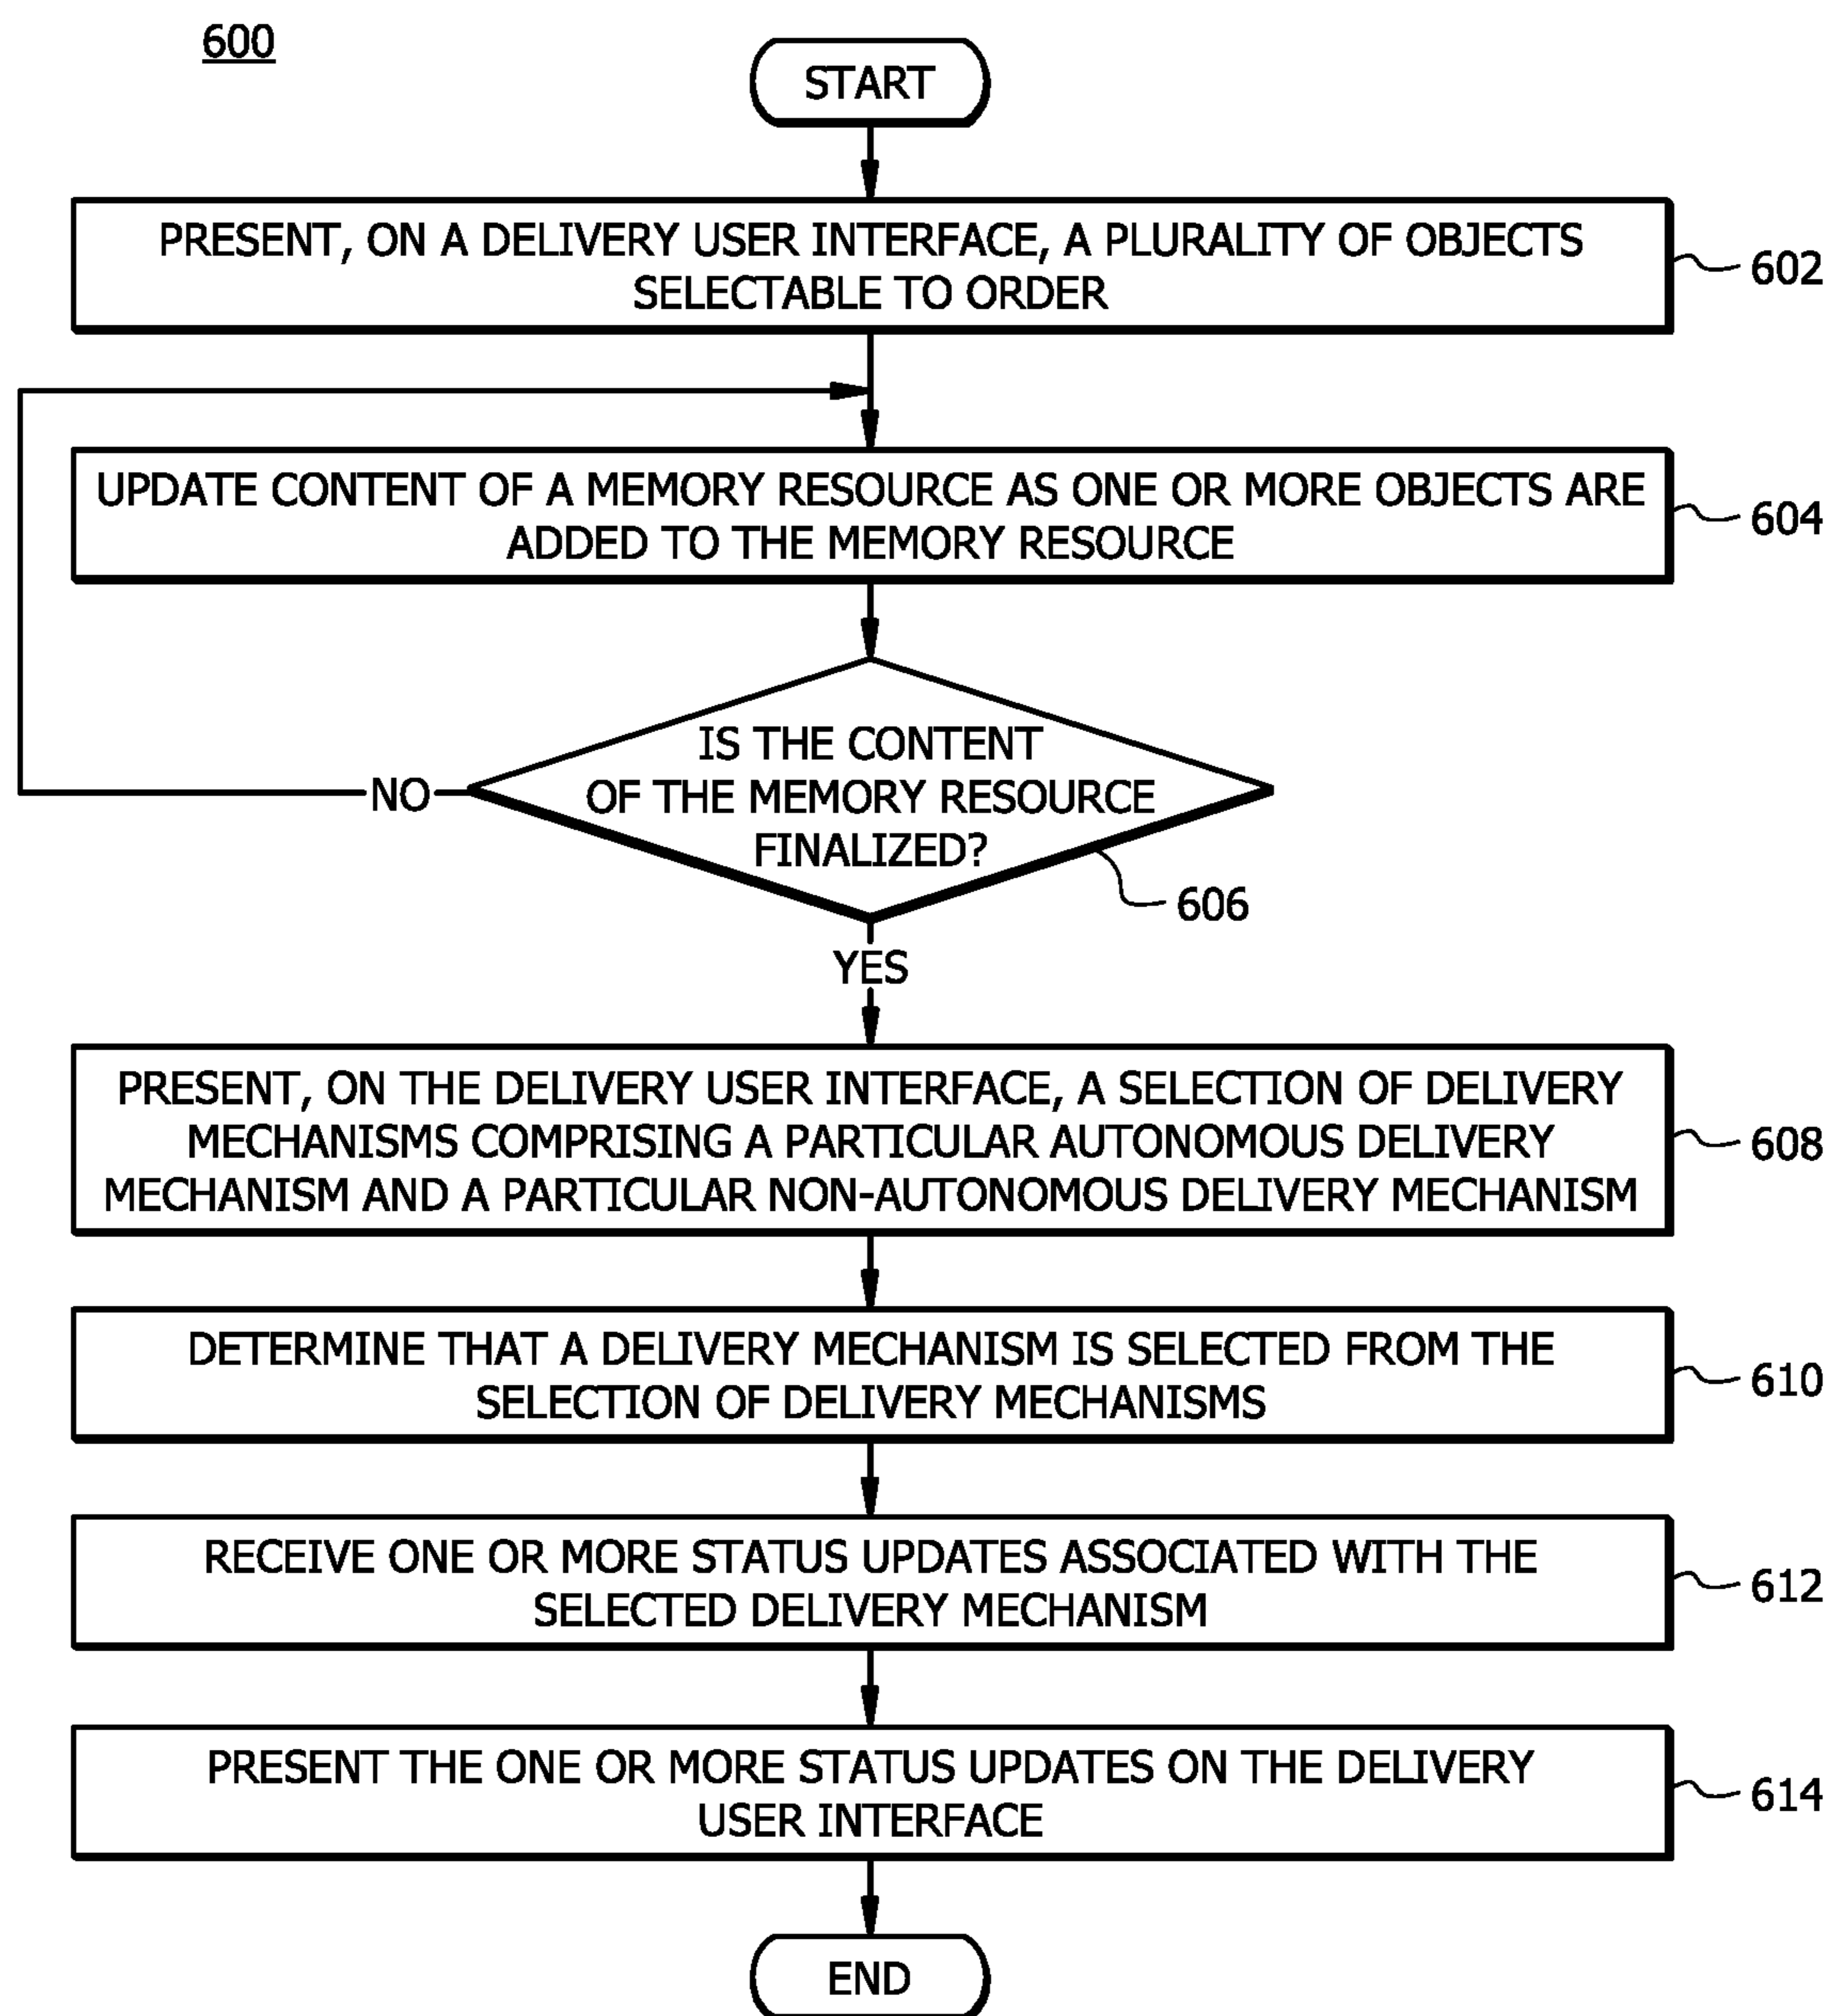 600
START
PRESENT, ON A DELIVERY USER INTERFACE, A PLURALITY OF OBJECTS
SELECTABLE TO ORDER
602
UPDATE CONTENT OF A MEMORY RESOURCE AS ONE OR MORE OBJECTS ARE
ADDED TO THE MEMORY RESOURCE
604
IS THE CONTENT
OF THE MEMORY RESOURCE
FINALIZED?
NO
606
YES
PRESENT, ON THE DELIVERY USER INTERFACE, A SELECTION OF DELIVERY
MECHANISMS COMPRISING A PARTICULAR AUTONOMOUS DELIVERY
MECHANISM AND A PARTICULAR NON-AUTONOMOUS DELIVERY MECHANISM
608
DETERMINE THAT A DELIVERY MECHANISM IS SELECTED FROM THE
SELECTION OF DELIVERY MECHANISMS
610
RECEIVE ONE OR MORE STATUS UPDATES ASSOCIATED WITH THE
SELECTED DELIVERY MECHANISM
612
PRESENT THE ONE OR MORE STATUS UPDATES ON THE DELIVERY
USER INTERFACE
614
END